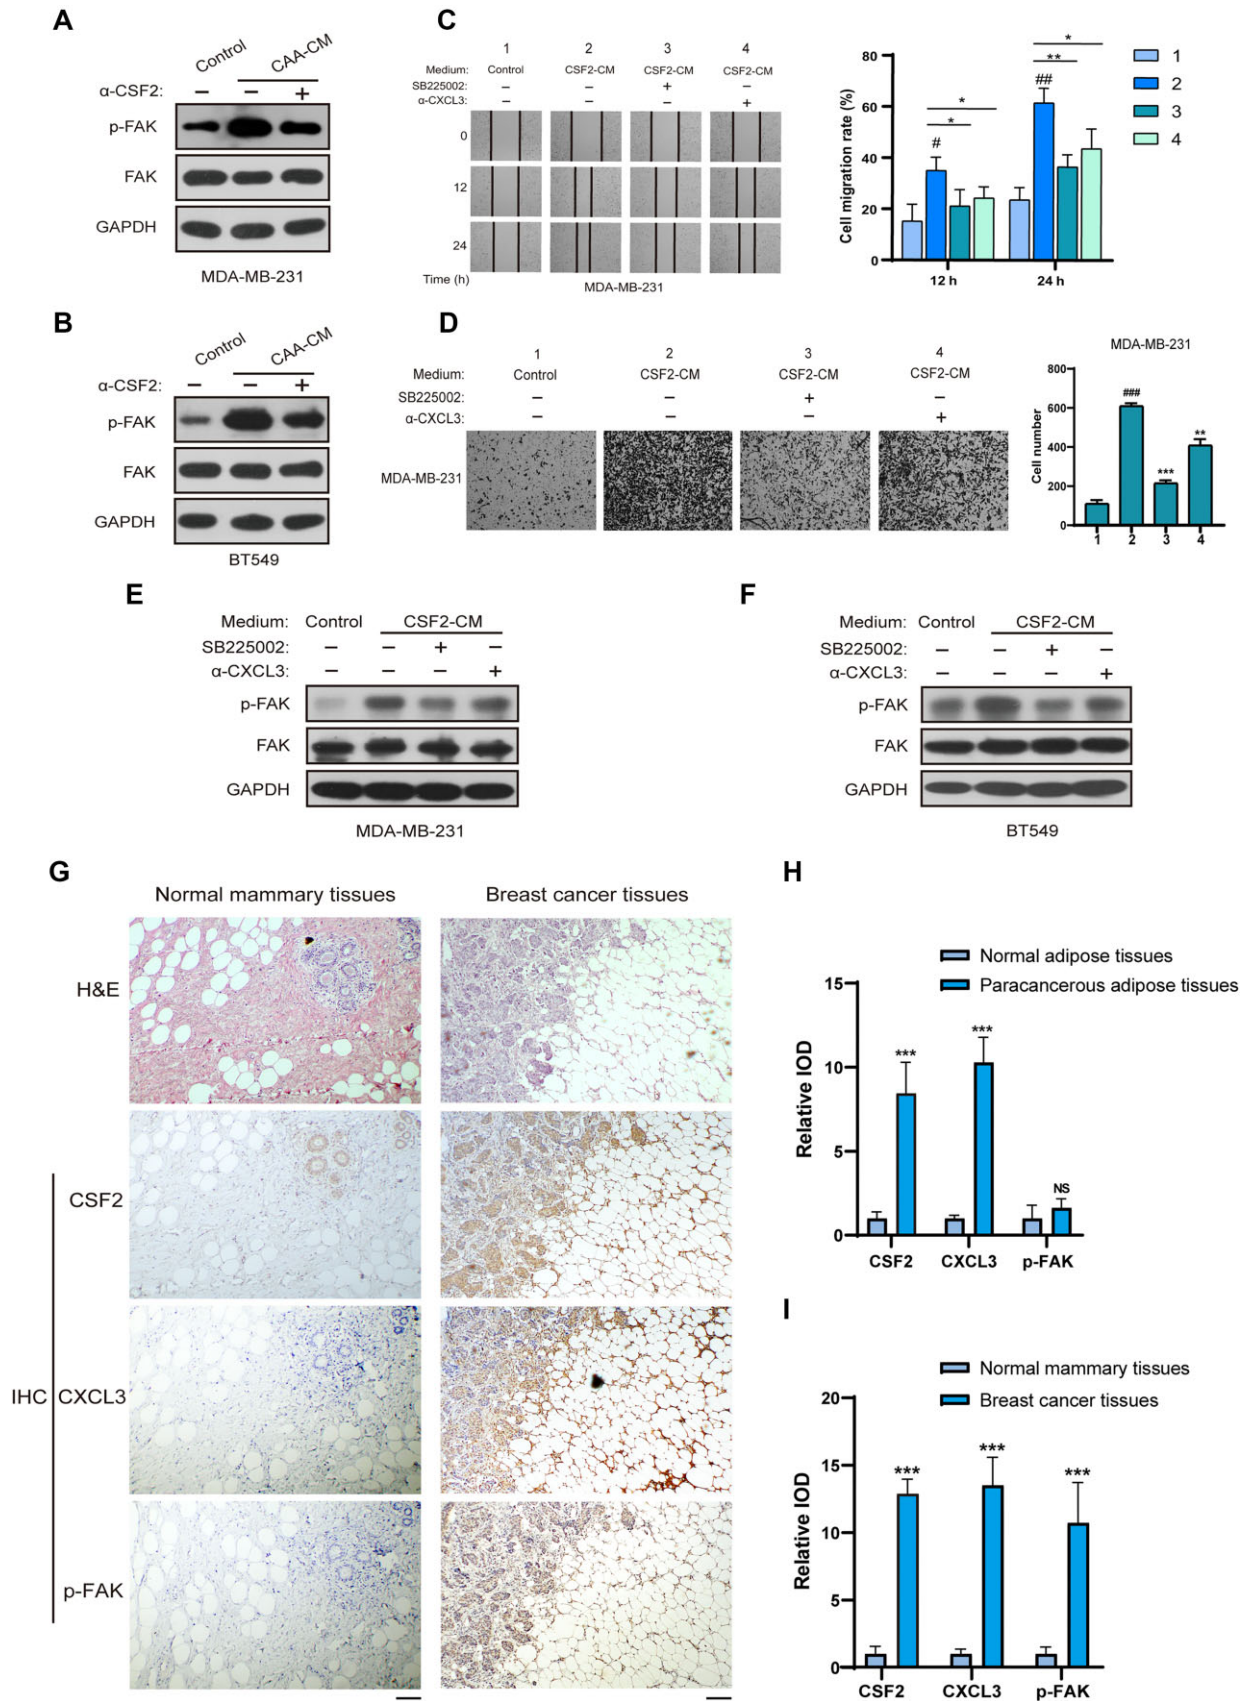 A
Control
CAA-CM
α-CSF2: – – +
p-FAK
FAK
GAPDH
MDA-MB-231
B
Control
CAA-CM
α-CSF2: – – +
p-FAK
FAK
GAPDH
BT549
C
1 2 3 4
Medium: Control CSF2-CM CSF2-CM CSF2-CM
SB225002: – – + –
α-CXCL3: – – – +
0
12
24
Time (h)
MDA-MB-231
Cell migration rate (%)
80
60
40
20
0
# * *
## ** *
12 h 24 h
1
2
3
4
D
1 2 3 4
Medium: Control CSF2-CM CSF2-CM CSF2-CM
SB225002: – – + –
α-CXCL3: – – – +
MDA-MB-231
MDA-MB-231
Cell number
800
600
400
200
0
### *** **
1 2 3 4
E
Medium: Control CSF2-CM
SB225002: – – + –
α-CXCL3: – – – +
p-FAK
FAK
GAPDH
MDA-MB-231
F
Medium: Control CSF2-CM
SB225002: – – + –
α-CXCL3: – – – +
p-FAK
FAK
GAPDH
BT549
G
Normal mammary tissues Breast cancer tissues
H&E
IHC
CSF2
CXCL3
p-FAK
H
Normal adipose tissues
Paracancerous adipose tissues
Relative IOD
15
10
5
0
*** *** NS
CSF2 CXCL3 p-FAK
I
Normal mammary tissues
Breast cancer tissues
Relative IOD
20
15
10
5
0
*** *** ***
CSF2 CXCL3 p-FAK